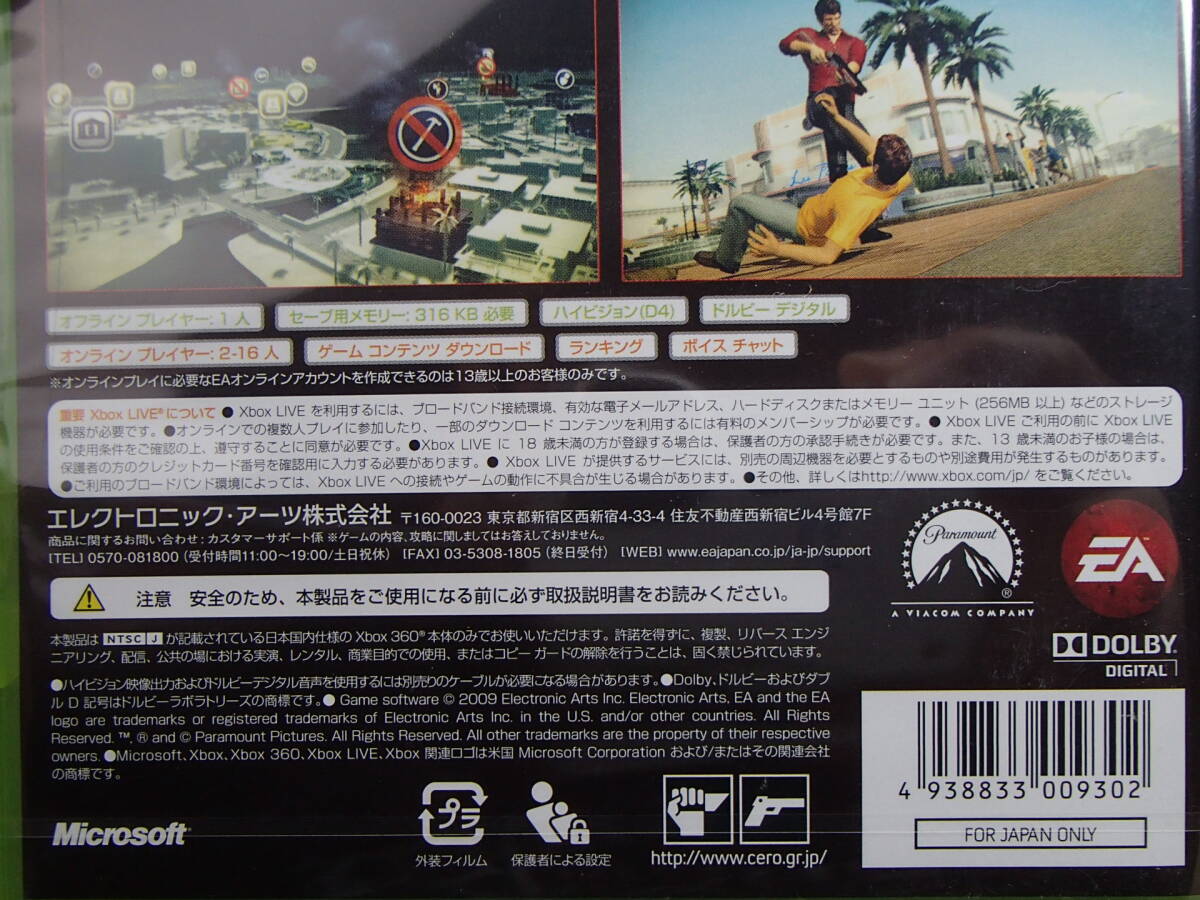 オフライン プレイヤー: 1 人
セーブ用メモリー: 316 KB 必要
ハイビジョン(D4)
ドルビー デジタル
オンライン プレイヤー: 2-16 人
ゲーム コンテンツ ダウンロード
ランキング
ボイス チャット
※オンラインプレイに必要なEAオンラインアカウントを作成できるのは13歳以上のお客様のみです。
重要 Xbox LIVE®について ● Xbox LIVE を利用するには、ブロードバンド接続環境、有効な電子メールアドレス、ハードディスクまたはメモリー ユニット (256MB 以上) などのストレージ
機器が必要です。●オンラインでの複数人プレイに参加したり、一部のダウンロード コンテンツを利用するには有料のメンバーシップが必要です。● Xbox LIVE ご利用の前に Xbox LIVE
の使用条件をご確認の上、遵守することに同意が必要です。●Xbox LIVE に 18 歳未満の方が登録する場合は、保護者の方の承認手続きが必要です。また、13 歳未満のお子様の場合は、
保護者の方のクレジットカード番号を確認用に入力する必要があります。● Xbox LIVE が提供するサービスには、別売の周辺機器を必要とするものや別途費用が発生するものがあります。
●ご利用のブロードバンド環境によっては、Xbox LIVE への接続やゲームの動作に不具合が生じる場合があります。●その他、詳しくはhttp://www.xbox.com/jp/ をご覧ください。
エレクトロニック・アーツ株式会社 〒160-0023 東京都新宿区西新宿4-33-4 住友不動産西新宿ビル4号館7F
商品に関するお問い合わせ:カスタマーサポート係 ※ゲームの内容、攻略に関しましてはお答えしておりません。
[TEL] 0570-081800 (受付時間11:00～19:00/土日祝休) [FAX] 03-5308-1805 (終日受付) [WEB] www.eajapan.co.jp/ja-jp/support
Paramount
®
A VIACOM COMPANY
EA
注意 安全のため、本製品をご使用になる前に必ず取扱説明書をお読みください。
本製品は NTSC J が記載されている日本国内仕様の Xbox 360® 本体のみでお使いいただけます。許諾を得ずに、複製、リバース エンジ
ニアリング、配信、公共の場における実演、レンタル、商業目的での使用、またはコピー ガードの解除を行うことは、固く禁じられています。
DOLBY
DIGITAL
●ハイビジョン映像出力およびドルビーデジタル音声を使用するには別売りのケーブルが必要になる場合があります。●Dolby、ドルビーおよびダブ
ル D 記号はドルビーラボラトリーズの商標です。● Game software © 2009 Electronic Arts Inc. Electronic Arts, EA and the EA
logo are trademarks or registered trademarks of Electronic Arts Inc. in the U.S. and/or other countries. All Rights
Reserved. ™, ® and © Paramount Pictures. All Rights Reserved. All other trademarks are the property of their respective
owners. ●Microsoft、Xbox、Xbox 360、Xbox LIVE、Xbox 関連ロゴは米国 Microsoft Corporation および/またはその関連会社
の商標です。
Microsoft®
プラ
外装フィルム
保護者による設定
http://www.cero.gr.jp/
4 938833 009302
FOR JAPAN ONLY